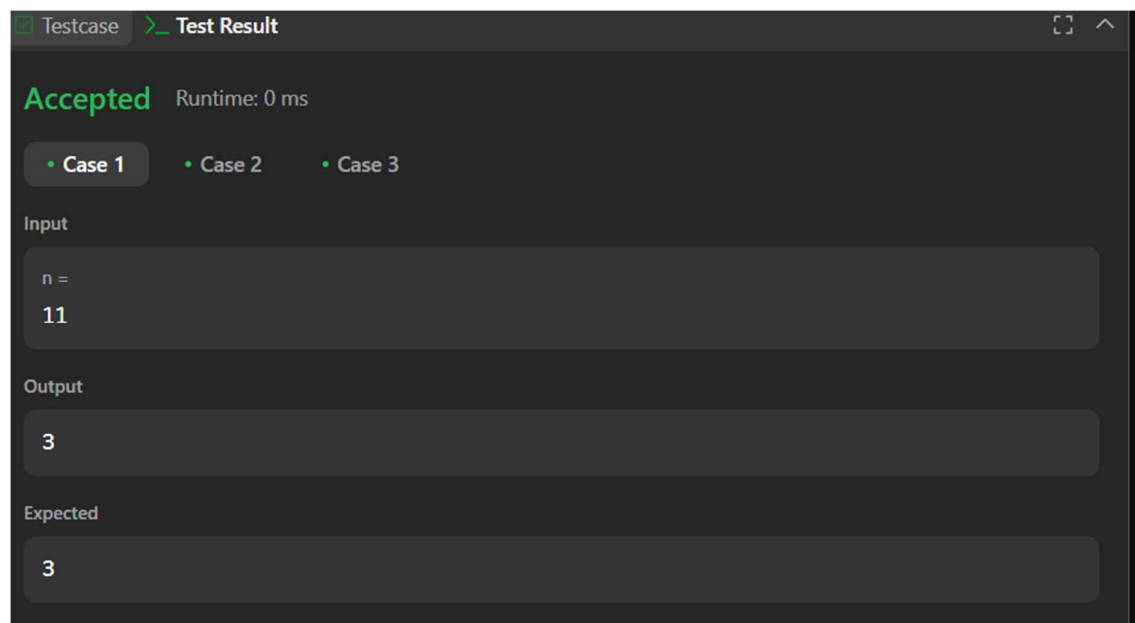 Testcase >_ Test Result
Accepted Runtime: 0 ms
• Case 1 • Case 2 • Case 3
Input
n =
11
Output
3
Expected
3